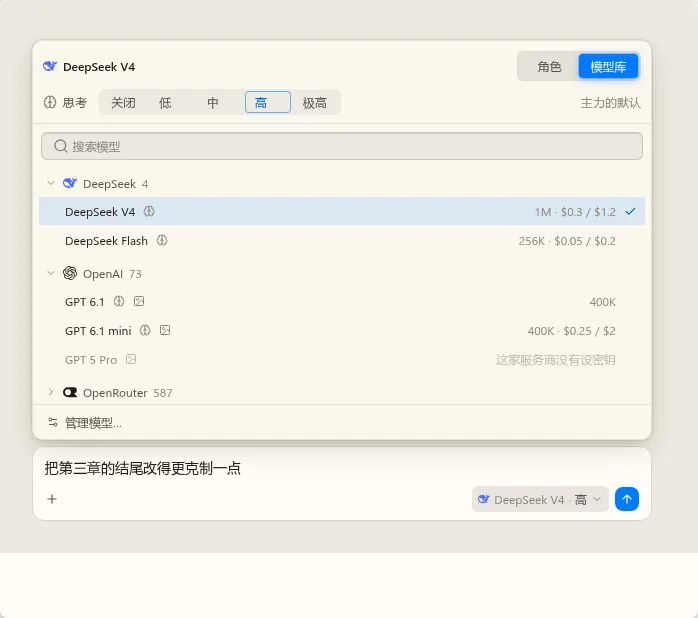 DeepSeek V4 角色 模型库
思考 关闭 低 中 高 极高 主力的默认
搜索模型
DeepSeek 4
DeepSeek V4 1M · $0.3 / $1.2
DeepSeek Flash 256K · $0.05 / $0.2
OpenAI 73
GPT 6.1 400K
GPT 6.1 mini 400K · $0.25 / $2
GPT 5 Pro 这家服务商没有设密钥
OpenRouter 587
管理模型...
把第三章的结尾改得更克制一点
DeepSeek V4 · 高